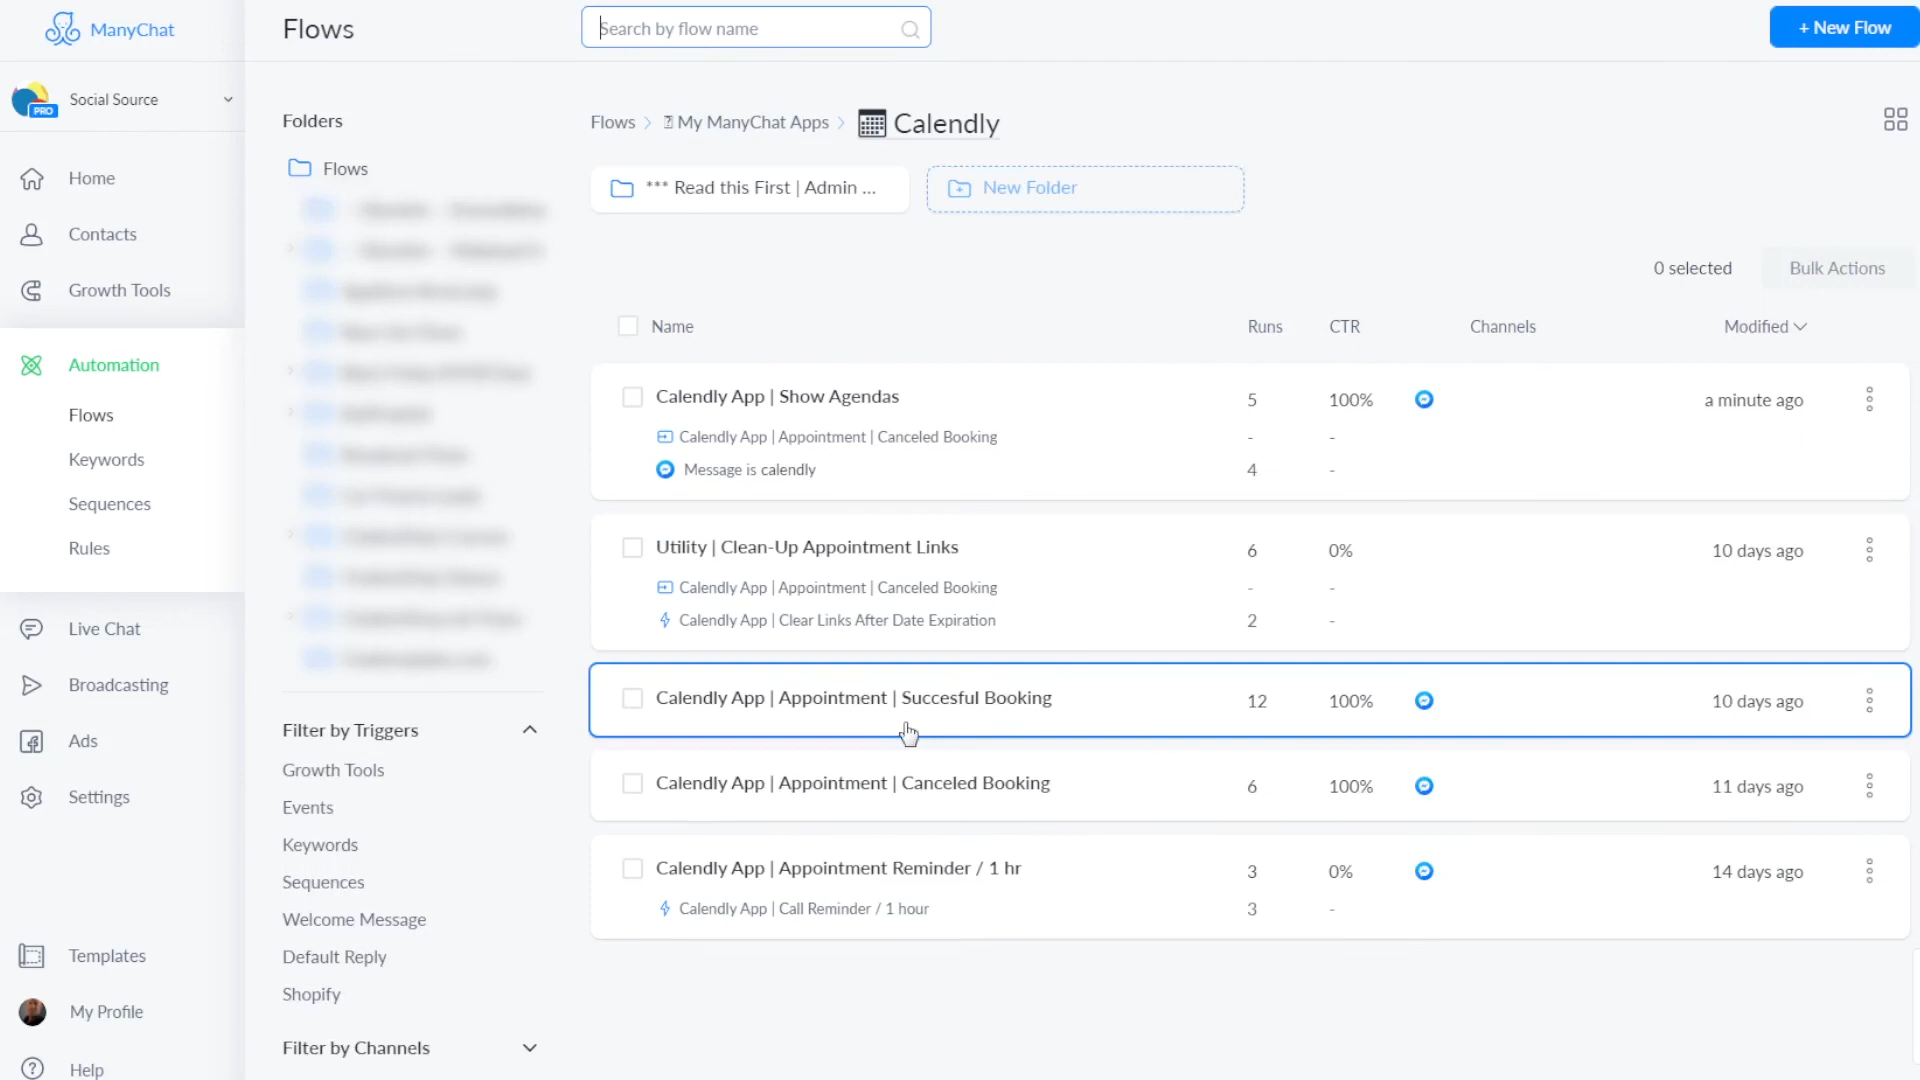 ManyChat
Flows
Search by flow name
+ New Flow
PRO
Social Source
Home
Contacts
Growth Tools
Automation
Flows
Keywords
Sequences
Rules
Live Chat
Broadcasting
Ads
Settings
Templates
My Profile
Help
Folders
Flows
Filter by Triggers
Growth Tools
Events
Keywords
Sequences
Welcome Message
Default Reply
Shopify
Filter by Channels
Flows > My ManyChat Apps > Calendly
*** Read this First | Admin ...
New Folder
0 selected
Bulk Actions
Name Runs CTR Channels Modified
Calendly App | Show Agendas 5 100% a minute ago
Calendly App | Appointment | Canceled Booking - -
Message is calendly 4 -
Utility | Clean-Up Appointment Links 6 0% 10 days ago
Calendly App | Appointment | Canceled Booking - -
Calendly App | Clear Links After Date Expiration 2 -
Calendly App | Appointment | Succesful Booking 12 100% 10 days ago
Calendly App | Appointment | Canceled Booking 6 100% 11 days ago
Calendly App | Appointment Reminder / 1 hr 3 0% 14 days ago
Calendly App | Call Reminder / 1 hour 3 -